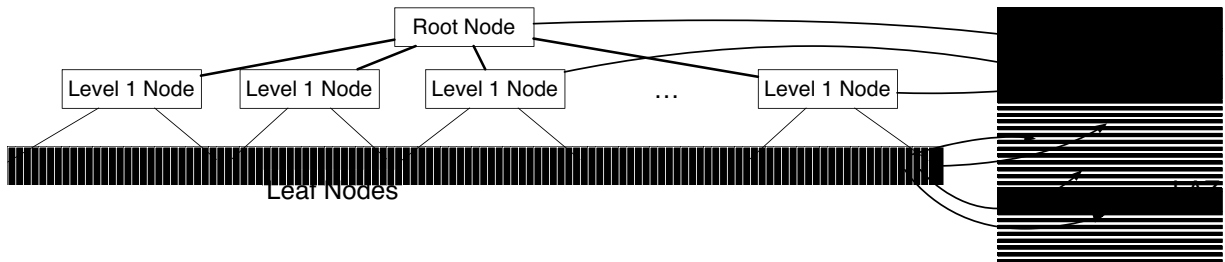 Root Node
Level 1 Node Level 1 Node Level 1 Node … Level 1 Node
Leaf Nodes